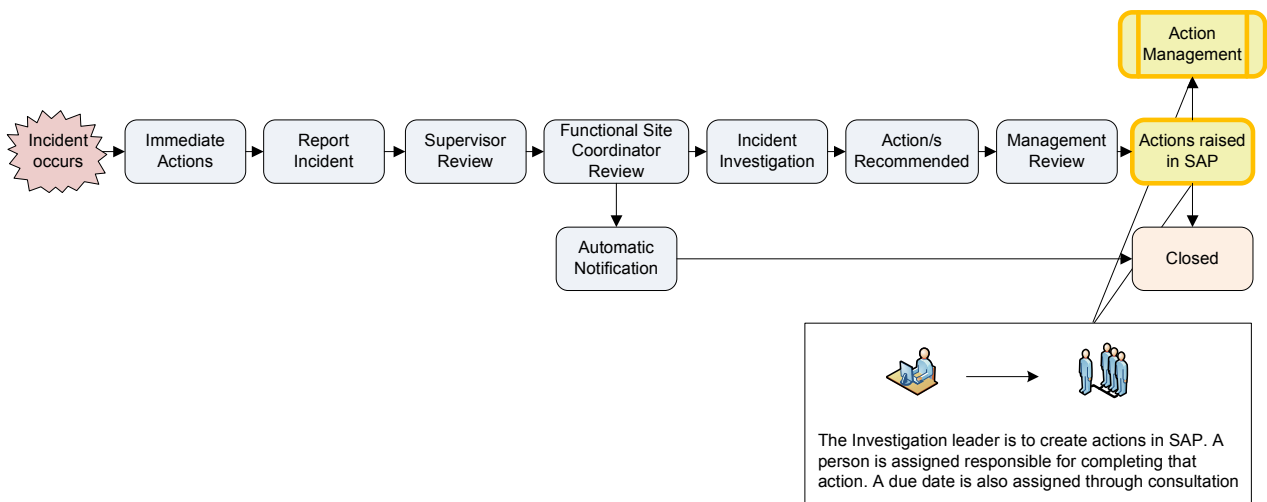 Action
Management
Incident
occurs
Immediate
Actions
Report
Incident
Supervisor
Review
Functional Site
Coordinator
Review
Incident
Investigation
Action/s
Recommended
Management
Review
Actions raised
in SAP
Automatic
Notification
Closed
The Investigation leader is to create actions in SAP. A
person is assigned responsible for completing that
action. A due date is also assigned through consultation